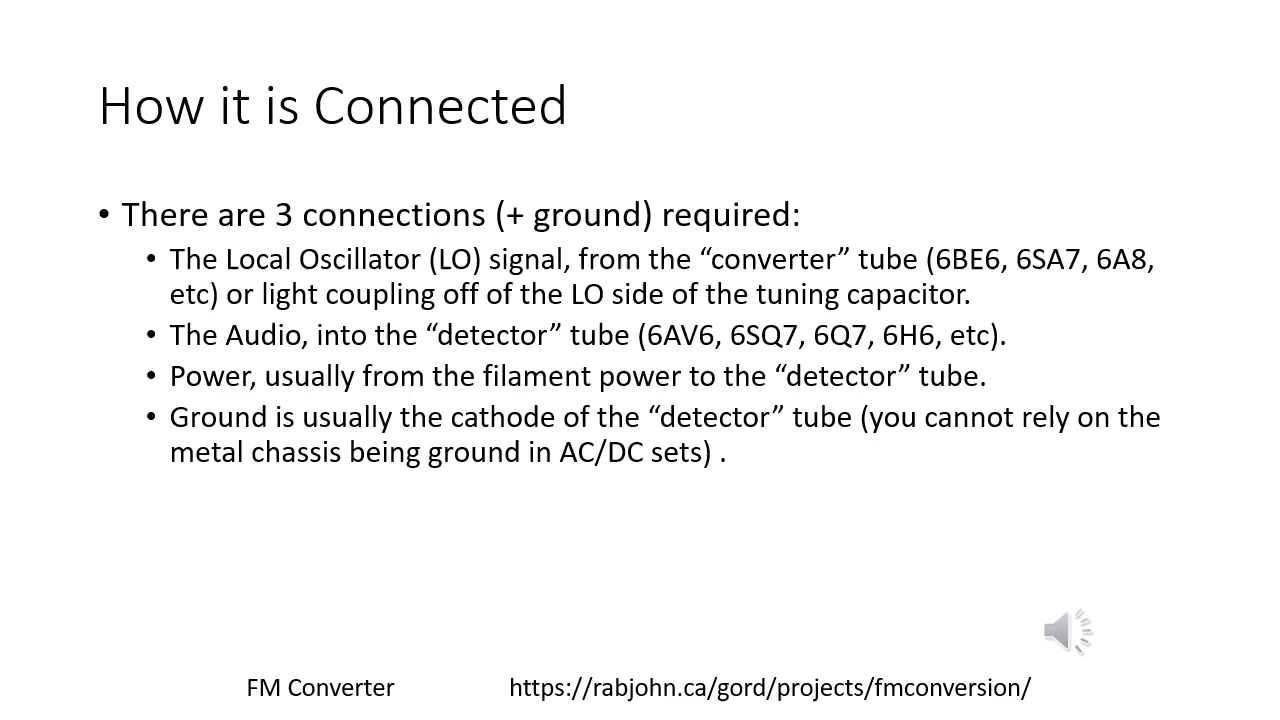 How it is Connected
• There are 3 connections (+ ground) required:
• The Local Oscillator (LO) signal, from the “converter” tube (6BE6, 6SA7, 6A8,
etc) or light coupling off of the LO side of the tuning capacitor.
• The Audio, into the “detector” tube (6AV6, 6SQ7, 6Q7, 6H6, etc).
• Power, usually from the filament power to the “detector” tube.
• Ground is usually the cathode of the “detector” tube (you cannot rely on the
metal chassis being ground in AC/DC sets) .
FM Converter
https://rabjohn.ca/gord/projects/fmconversion/